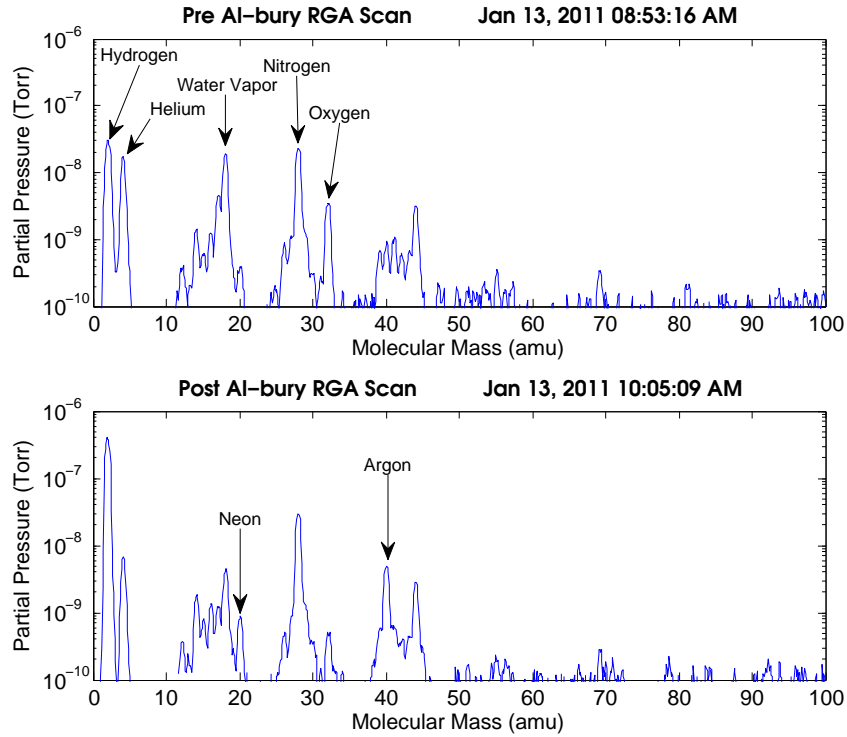 Pre Al-bury RGA Scan Jan 13, 2011 08:53:16 AM
10⁻⁶
10⁻⁷
10⁻⁸
10⁻⁹
10⁻¹⁰
Partial Pressure (Torr)
Hydrogen
Helium
Water Vapor
Nitrogen
Oxygen
0 10 20 30 40 50 60 70 80 90 100
Molecular Mass (amu)
Post Al-bury RGA Scan Jan 13, 2011 10:05:09 AM
10⁻⁶
10⁻⁷
10⁻⁸
10⁻⁹
10⁻¹⁰
Partial Pressure (Torr)
Neon
Argon
0 10 20 30 40 50 60 70 80 90 100
Molecular Mass (amu)